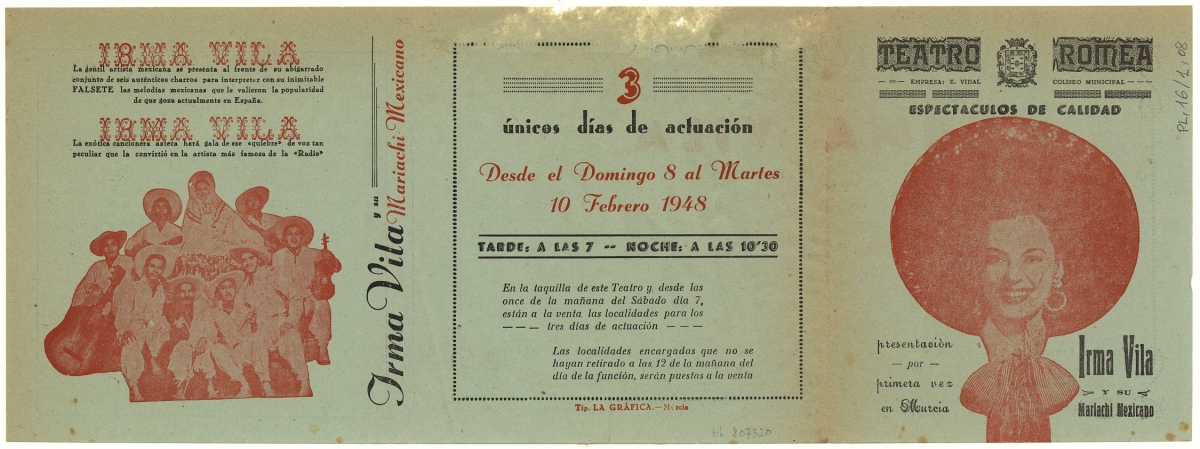 IRMA VILA
La gentil artista mexicana se presenta al frente de su abigarrado
conjunto de seis auténticos charros para interpretar con su inimitable
FALSETE las melodías mexicanas que le valieron la popularidad
de que goza actualmente en España.
IRMA VILA
La exótica cancionera azteca hará gala de ese «quiebre» de voz tan
peculiar que la convirtió en la artista más famosa de la «Radio»
Irma Vila y su Mariachi Mexicano
3
únicos días de actuación
Desde el Domingo 8 al Martes
10 Febrero 1948
TARDE: A LAS 7 -- NOCHE: A LAS 10'30
En la taquilla de este Teatro y desde las
once de la mañana del Sábado día 7,
están a la venta las localidades para los
--- tres días de actuación ---
Las localidades encargadas que no se
hayan retirado a las 12 de la mañana del
día de la función, serán puestas a la venta
Tip. LA GRÁFICA.—Murcia
bb 807320
TEATRO ROMEA
EMPRESA: E. VIDAL COLISEO MUNICIPAL
ESPECTACULOS DE CALIDAD
presentación
— por —
primera vez
en Murcia
Irma Vila
Y SU
Mariachi Mexicano
PL, 16/1, 08